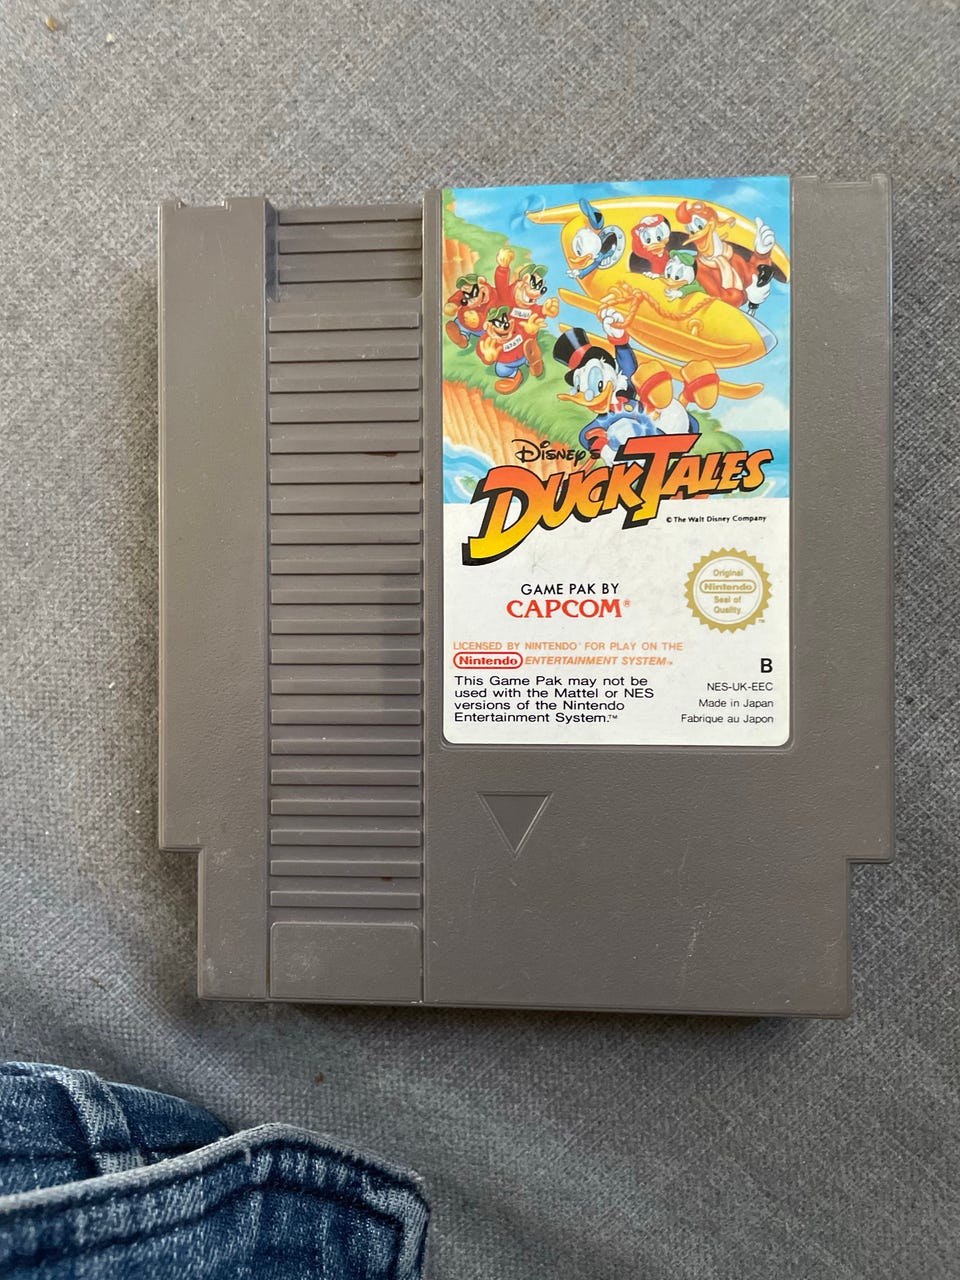 Disney's
DUCKTALES
© The Walt Disney Company
GAME PAK BY
CAPCOM®
Original
Nintendo
Seal of
Quality
TM
LICENSED BY NINTENDO® FOR PLAY ON THE
Nintendo ENTERTAINMENT SYSTEM™
This Game Pak may not be
used with the Mattel or NES
versions of the Nintendo
Entertainment System.™
B
NES-UK-EEC
Made in Japan
Fabrique au Japon